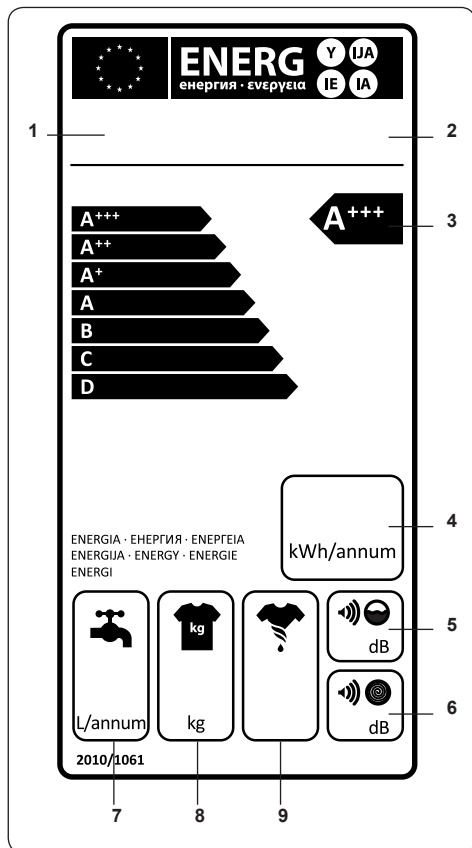 ENERG Y IJA
енергия · ενεργεια IE IA
1
2
3
A+++
A+++
A++
A+
A
B
C
D
4
kWh/annum
ENERGIA · ЕНЕРГИЯ · ΕΝΕΡΓΕΙΑ
ENERGIJA · ENERGY · ENERGIE
ENERGI
5
dB
6
dB
kg
L/annum
kg
2010/1061
7
8
9